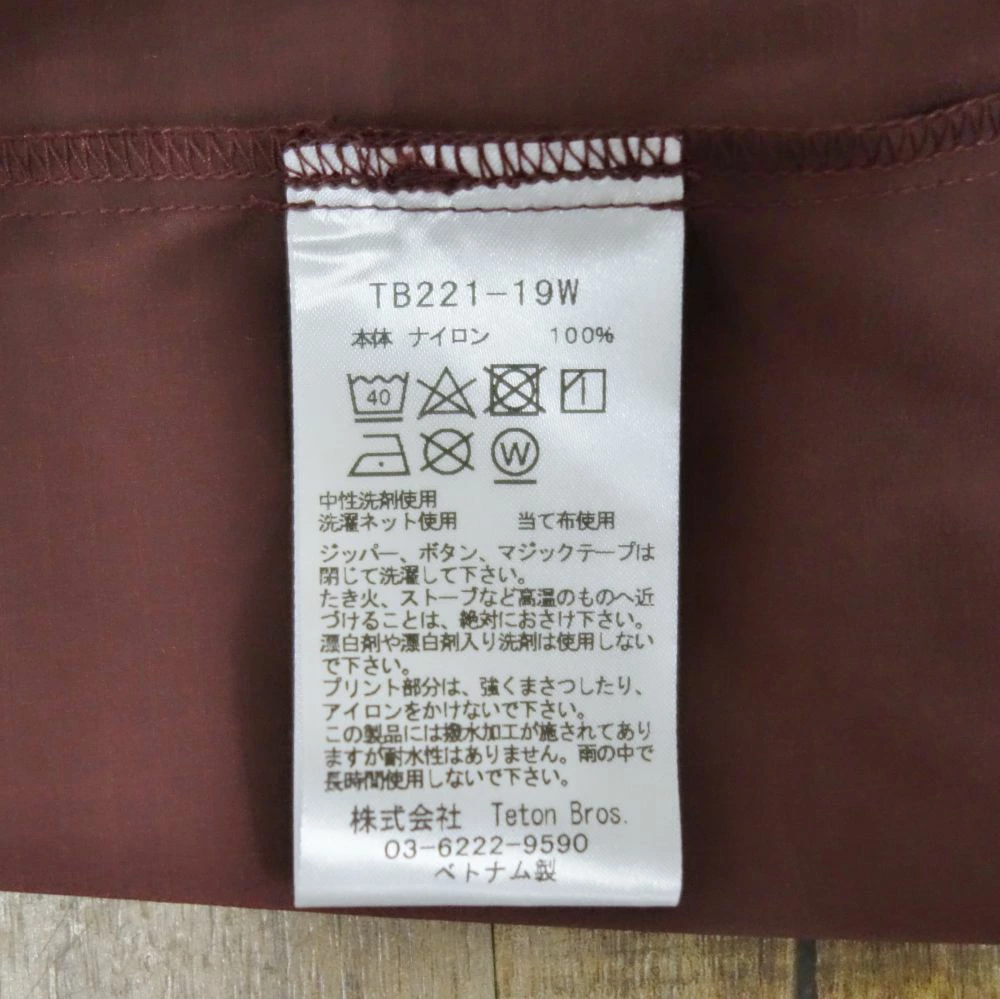 TB221-19W
本体 ナイロン 100%
40
W
中性洗剤使用
洗濯ネット使用 当て布使用
ジッパー、ボタン、マジックテープは
閉じて洗濯して下さい。
たき火、ストーブなど高温のものへ近
づけることは、絶対におさけ下さい。
漂白剤や漂白剤入り洗剤は使用しない
で下さい。
プリント部分は、強くまさつしたり、
アイロンをかけないで下さい。
この製品には撥水加工が施されてあり
ますが耐水性はありません。雨の中で
長時間使用しないで下さい。
株式会社 Teton Bros.
03-6222-9590
ベトナム製